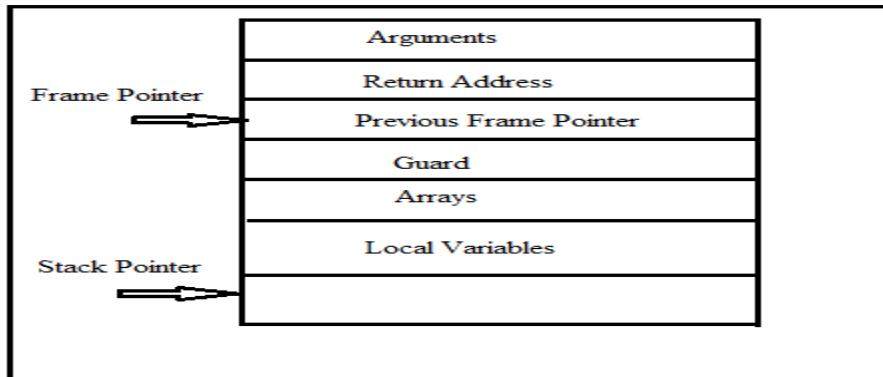 Arguments
Return Address
Frame Pointer
Previous Frame Pointer
Guard
Arrays
Local Variables
Stack Pointer